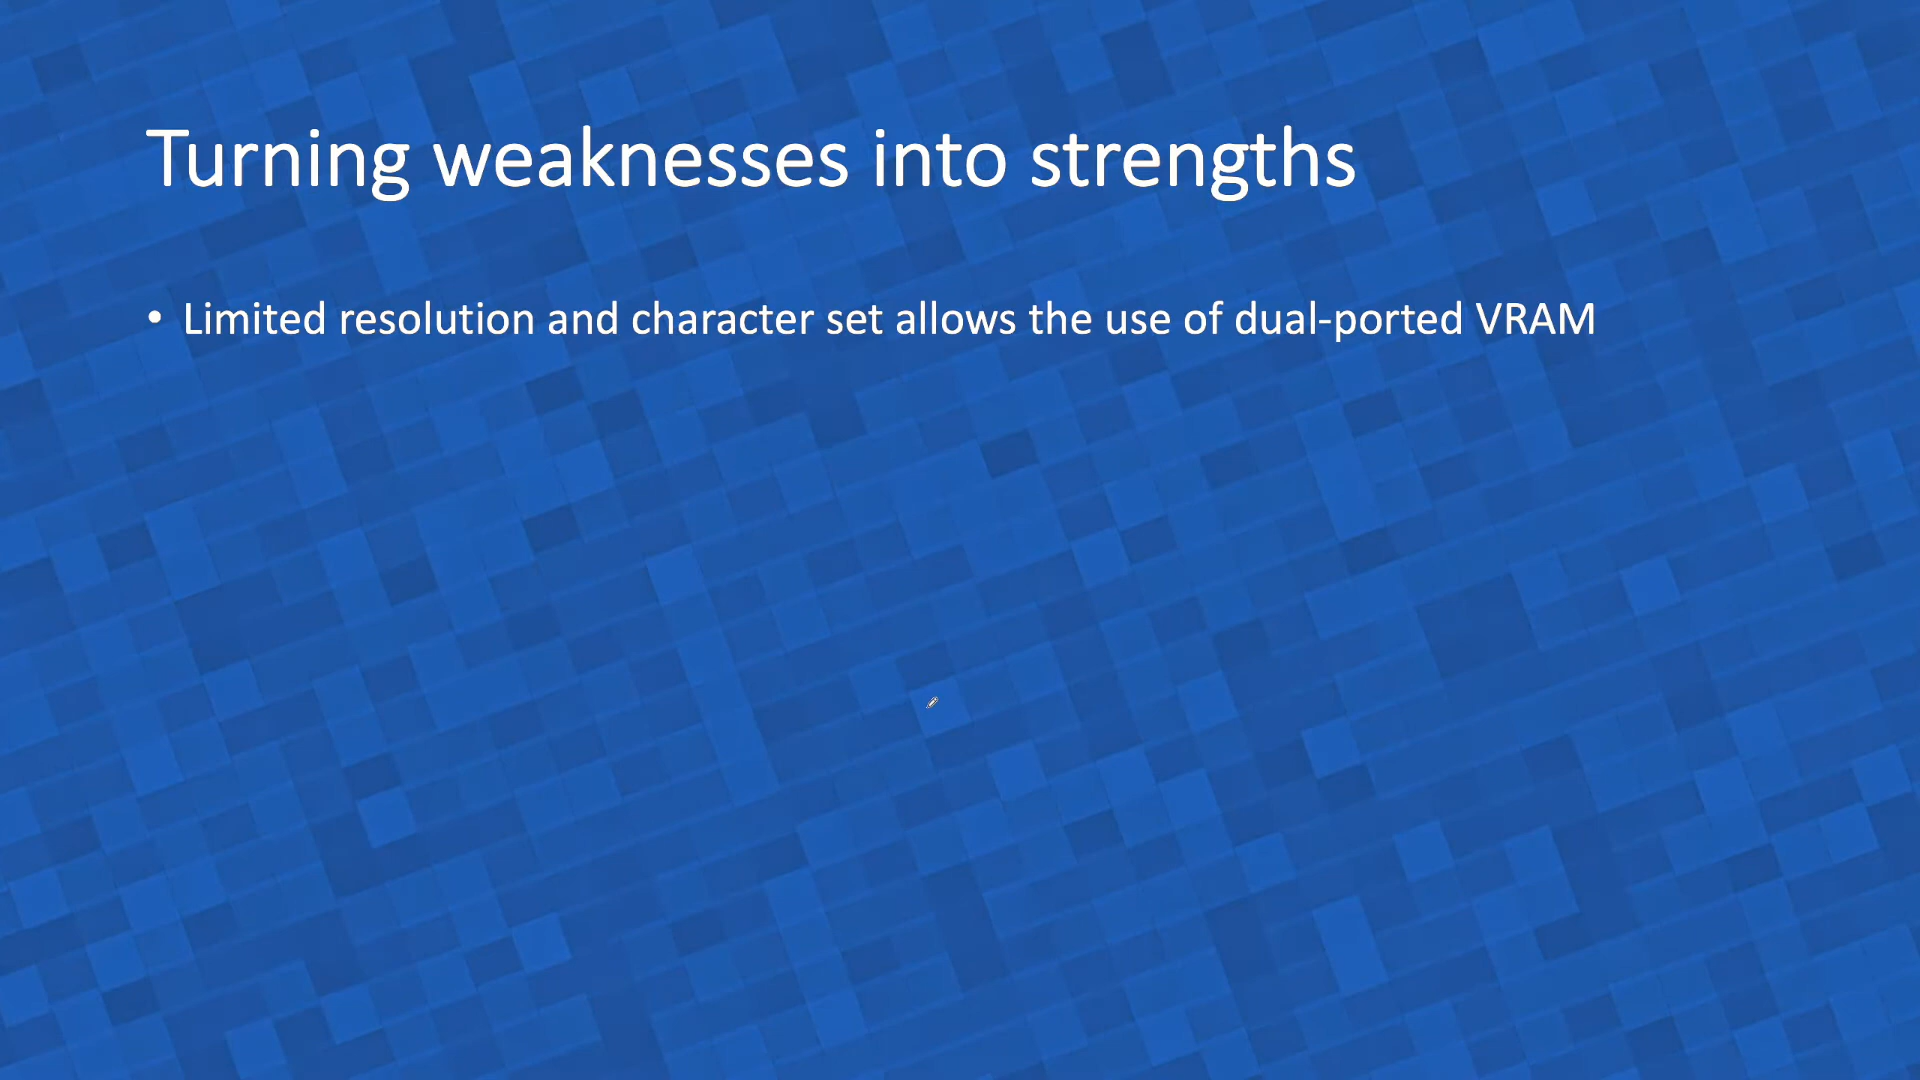 Turning weaknesses into strengths
• Limited resolution and character set allows the use of dual-ported VRAM